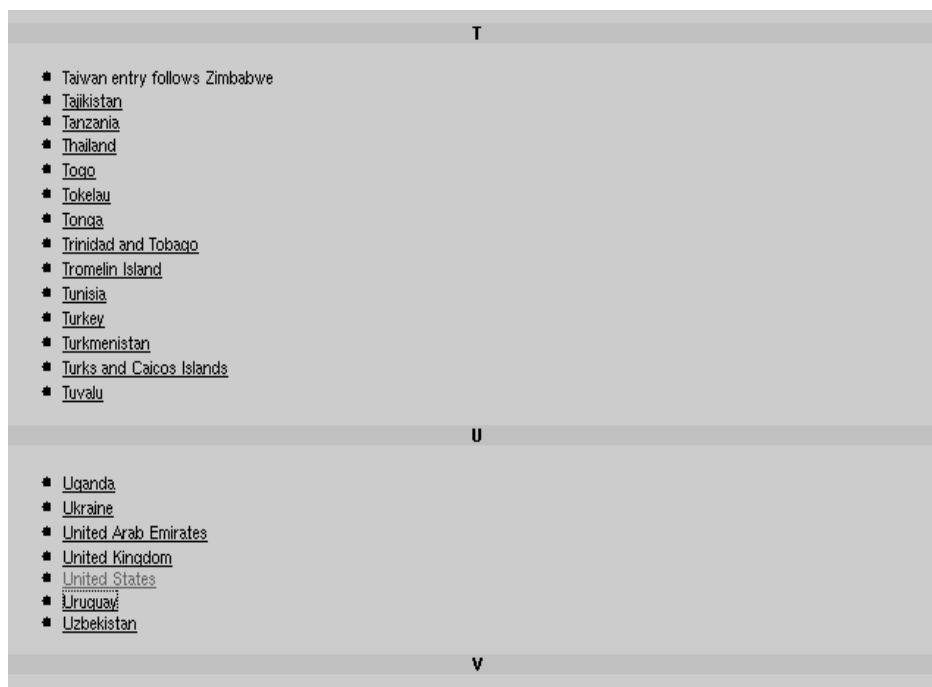 T
Taiwan entry follows Zimbabwe
Tajikistan
Tanzania
Thailand
Togo
Tokelau
Tonga
Trinidad and Tobago
Tromelin Island
Tunisia
Turkey
Turkmenistan
Turks and Caicos Islands
Tuvalu
U
Uganda
Ukraine
United Arab Emirates
United Kingdom
United States
Uruguay
Uzbekistan
V